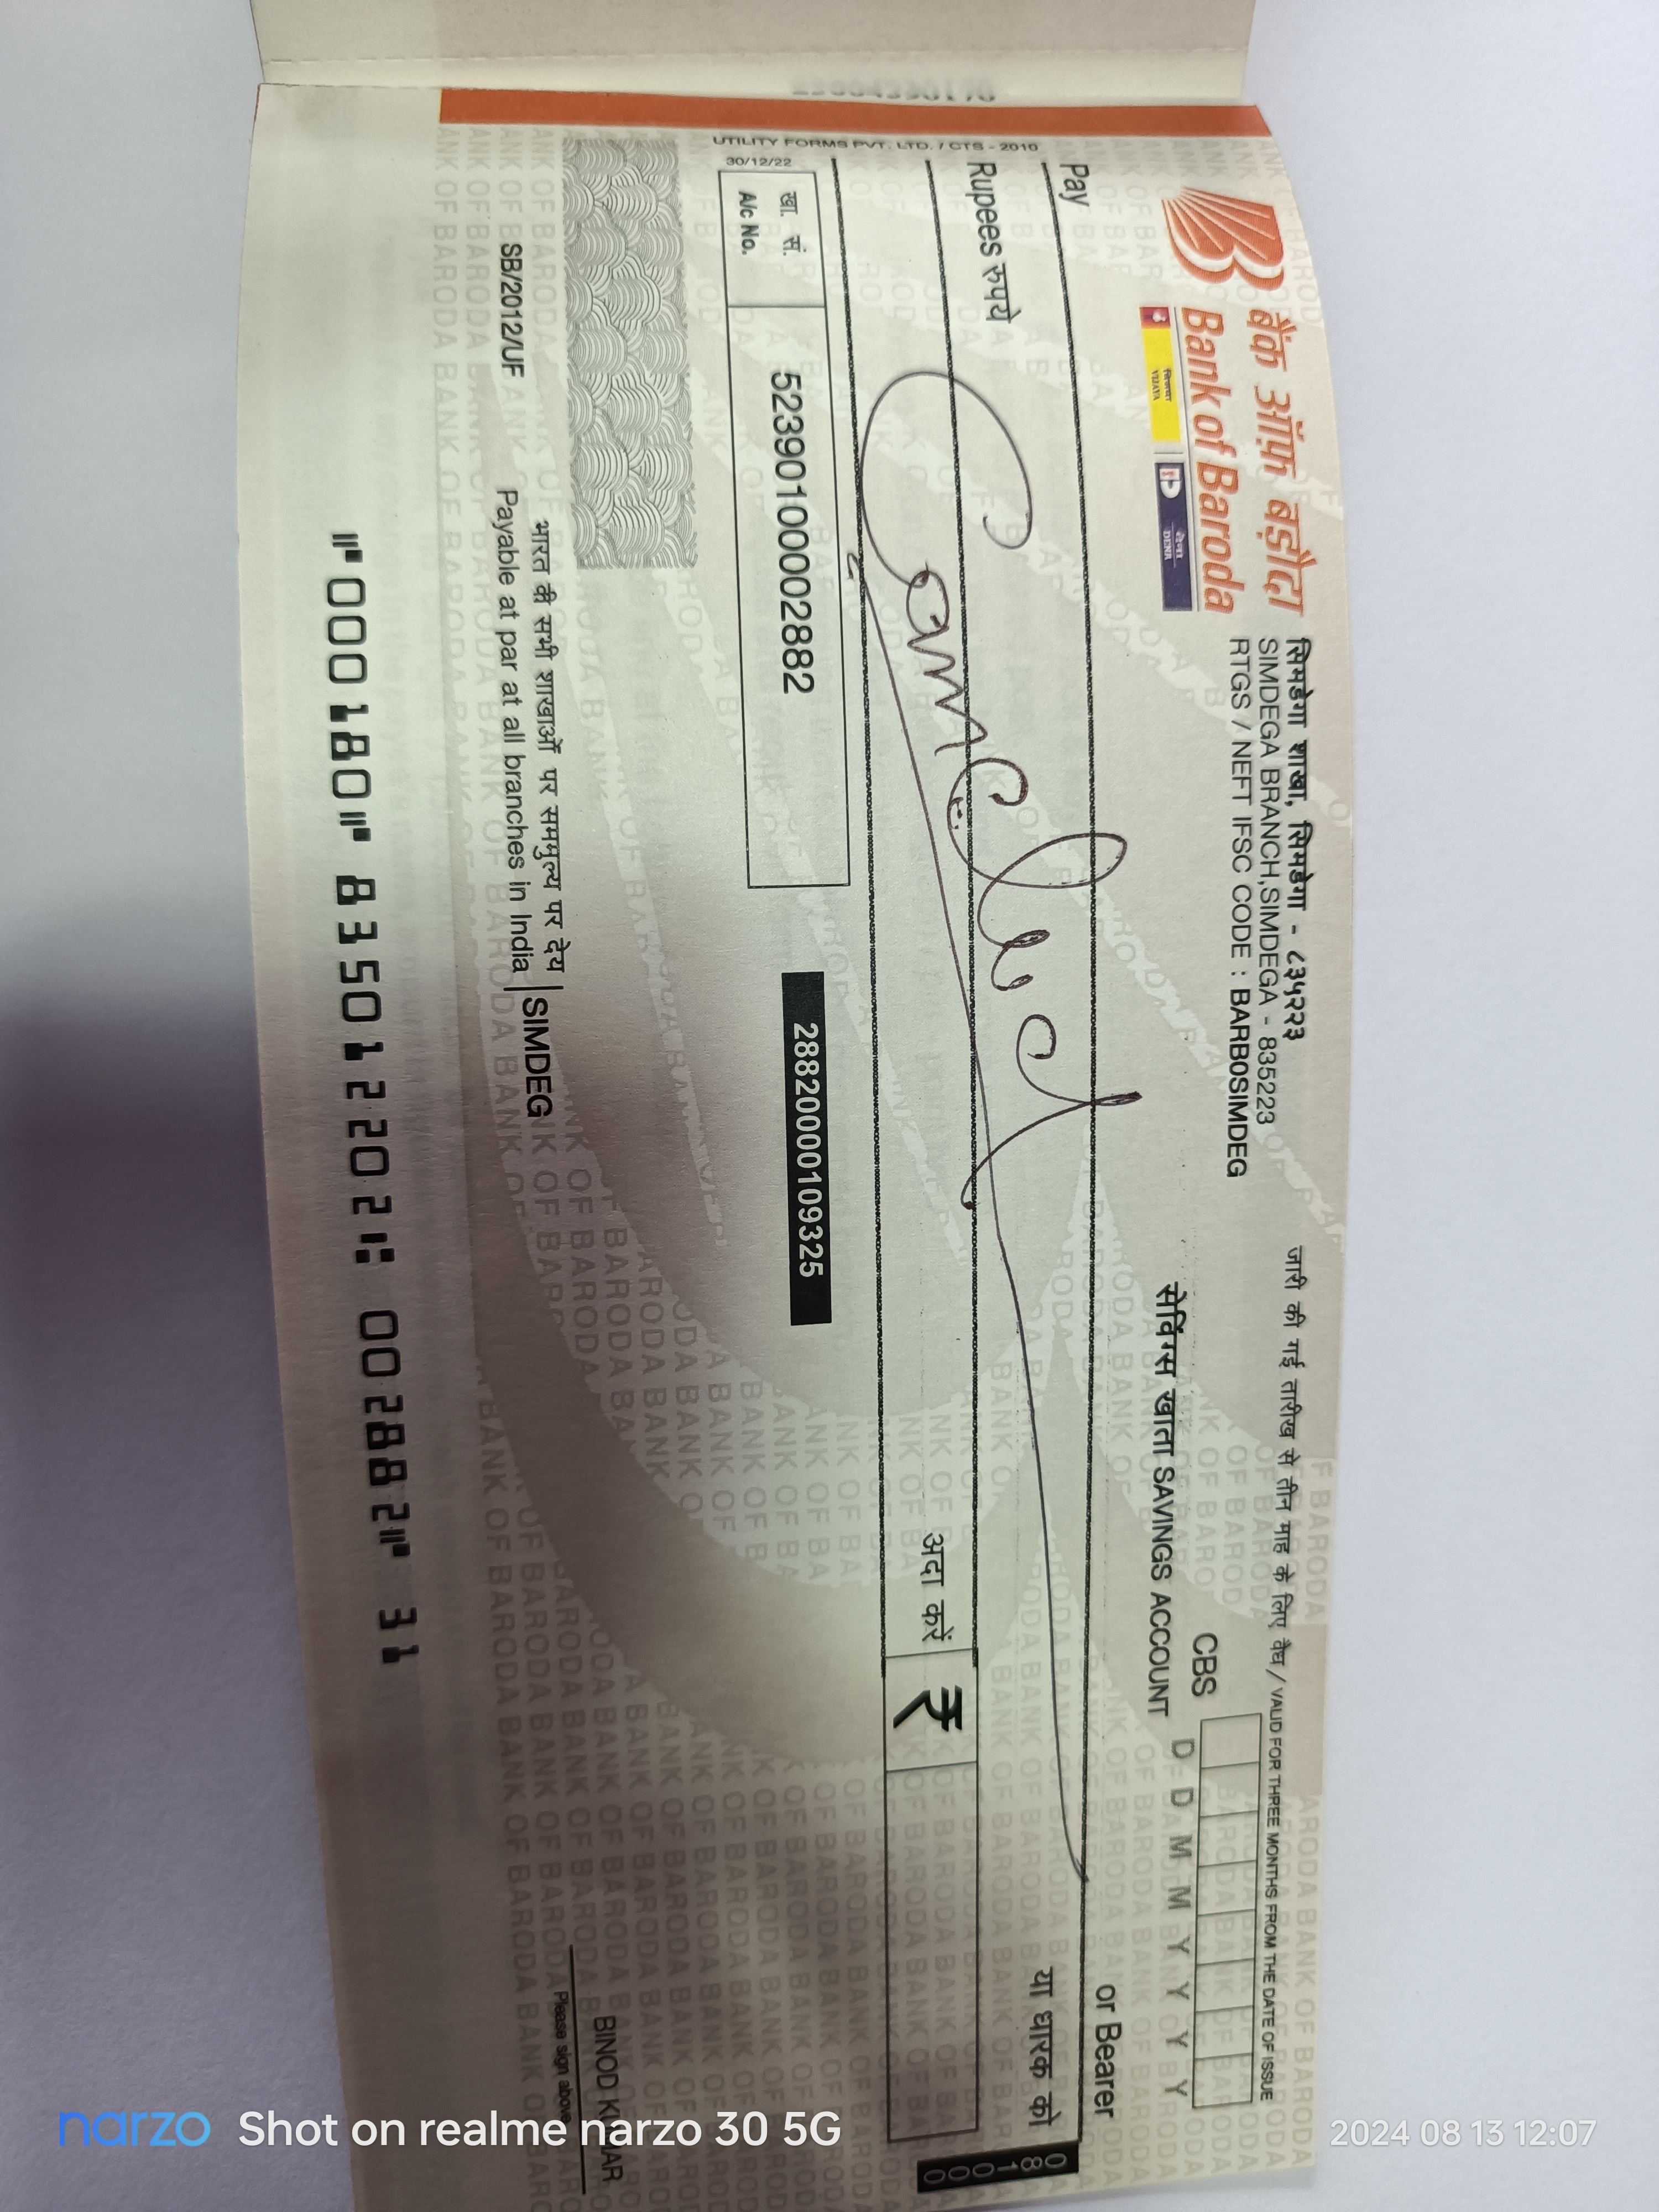 बैंक ऑफ़ बड़ौदा
Bank of Baroda
विजया VIJAYA देना DENA
सिमडेगा शाखा, सिमडेगा - ८३५२२३
SIMDEGA BRANCH,SIMDEGA - 835223
RTGS / NEFT IFSC CODE : BARB0SIMDEG
जारी की गई तारीख से तीन माह के लिए वैध / VALID FOR THREE MONTHS FROM THE DATE OF ISSUE
CBS
D D M M Y Y Y Y
सेविंग्स खाता SAVINGS ACCOUNT
Pay
or Bearer
या धारक को
Rupees रुपये
Cancelled
अदा करें
₹
UTILITY FORMS PVT. LTD. / CTS - 2010
30/12/22
खा. सं.
A/c No.
52390100002882
28820000109325
SB/2012/UF
भारत की सभी शाखाओं पर सममुल्य पर देय
Payable at par at all branches in India
SIMDEG
BINOD KUMAR
Please sign above
⑈000180⑈ 835012202⑆ 002882⑈ 31
narzo Shot on realme narzo 30 5G
2024 08 13 12:07